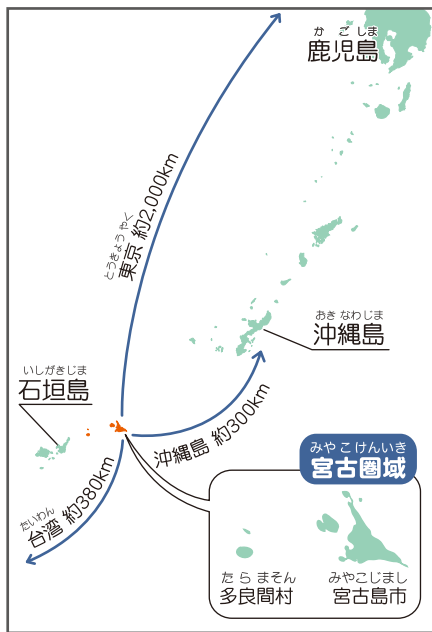 かごしま
鹿児島
とうきょう やく
東京 約2,000km
おきなわじま
沖縄島
いしがきじま
石垣島
沖縄島 約300km
たいわん
台湾 約380km
みやこけんいき
宮古圏域
たらまそん
多良間村
みやこじまし
宮古島市